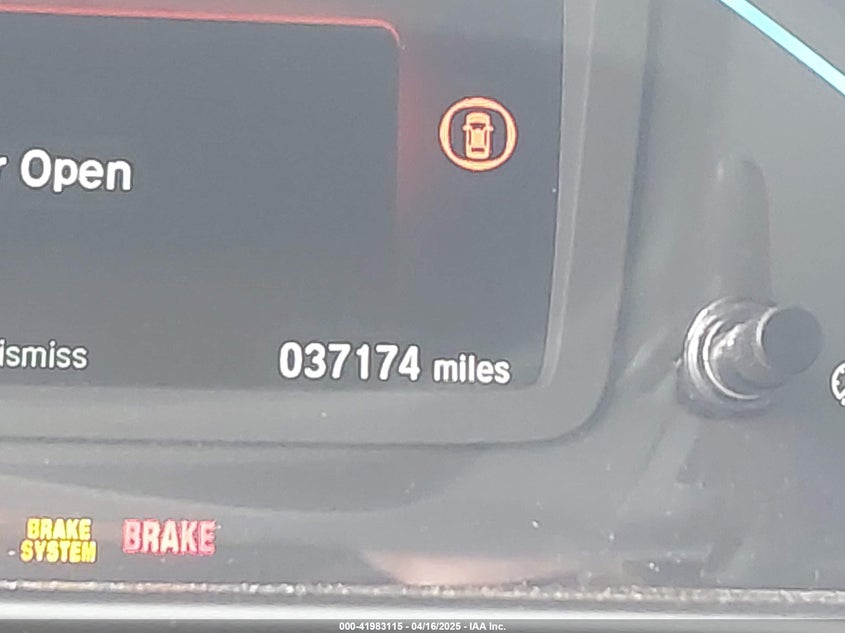 r Open
ismiss
037174 miles
BRAKE
SYSTEM
BRAKE
000-41983115 - 04/16/2025 - IAA Inc.